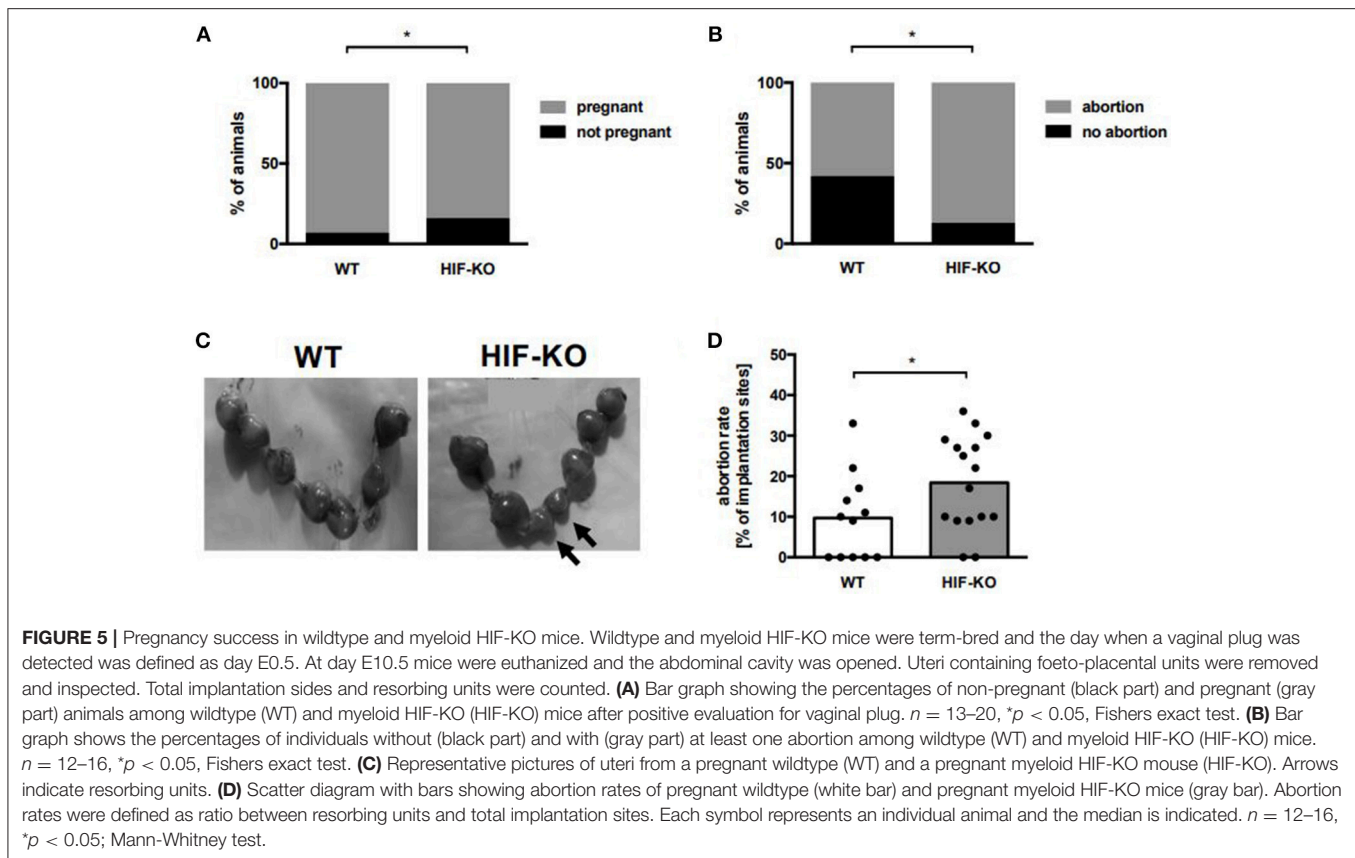 A
*
100
50
0
% of animals
WT
HIF-KO
pregnant
not pregnant
B
*
100
50
0
% of animals
WT
HIF-KO
abortion
no abortion
C
WT
HIF-KO
D
*
50
40
30
20
10
0
abortion rate
[% of implantation sites]
WT
HIF-KO
FIGURE 5 | Pregnancy success in wildtype and myeloid HIF-KO mice. Wildtype and myeloid HIF-KO mice were term-bred and the day when a vaginal plug was
detected was defined as day E0.5. At day E10.5 mice were euthanized and the abdominal cavity was opened. Uteri containing foeto-placental units were removed
and inspected. Total implantation sides and resorbing units were counted. (A) Bar graph showing the percentages of non-pregnant (black part) and pregnant (gray
part) animals among wildtype (WT) and myeloid HIF-KO (HIF-KO) mice after positive evaluation for vaginal plug. n = 13–20, *p < 0.05, Fishers exact test. (B) Bar
graph shows the percentages of individuals without (black part) and with (gray part) at least one abortion among wildtype (WT) and myeloid HIF-KO (HIF-KO) mice.
n = 12–16, *p < 0.05, Fishers exact test. (C) Representative pictures of uteri from a pregnant wildtype (WT) and a pregnant myeloid HIF-KO mouse (HIF-KO). Arrows
indicate resorbing units. (D) Scatter diagram with bars showing abortion rates of pregnant wildtype (white bar) and pregnant myeloid HIF-KO mice (gray bar). Abortion
rates were defined as ratio between resorbing units and total implantation sites. Each symbol represents an individual animal and the median is indicated. n = 12–16,
*p < 0.05; Mann-Whitney test.